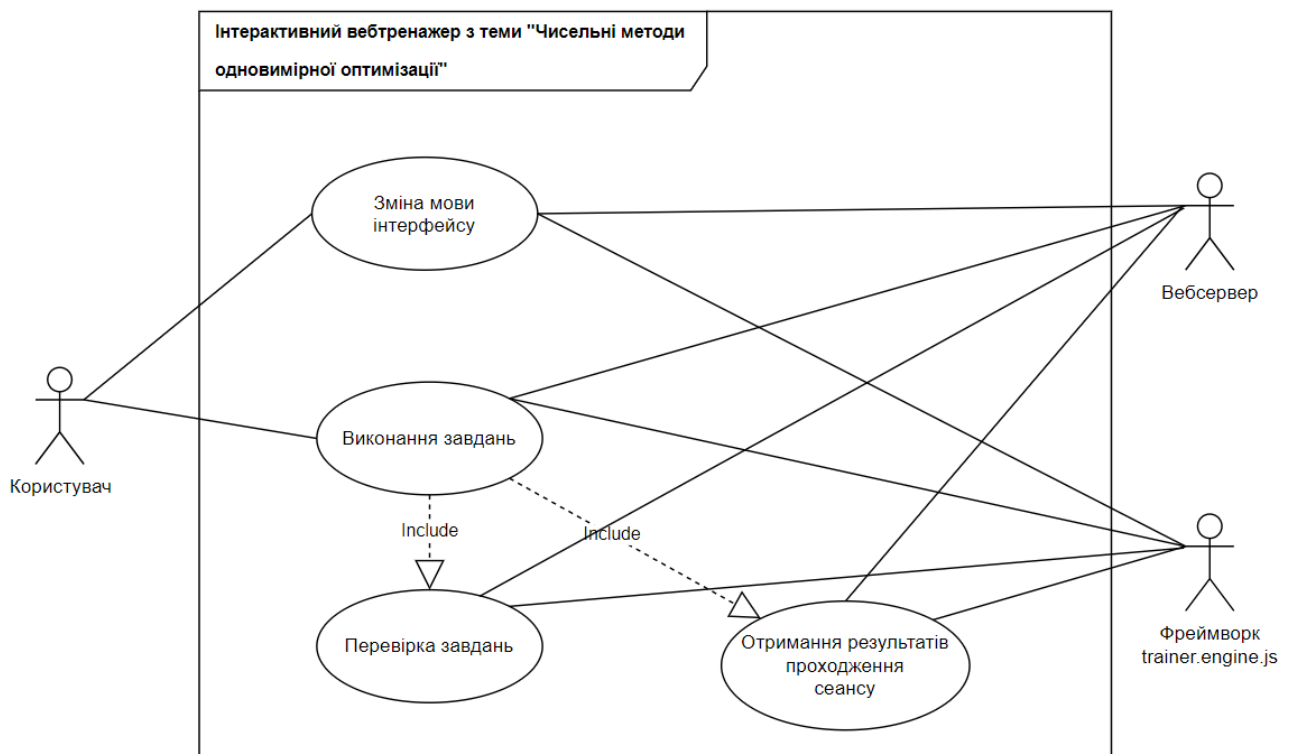 Інтерактивний вебтренажер з теми "Чисельні методи
одновимірної оптимізації"
Зміна мови
інтерфейсу
Вебсервер
Виконання завдань
Користувач
Include
Include
Перевірка завдань
Отримання результатів
проходження
сеансу
Фреймворк
trainer.engine.js